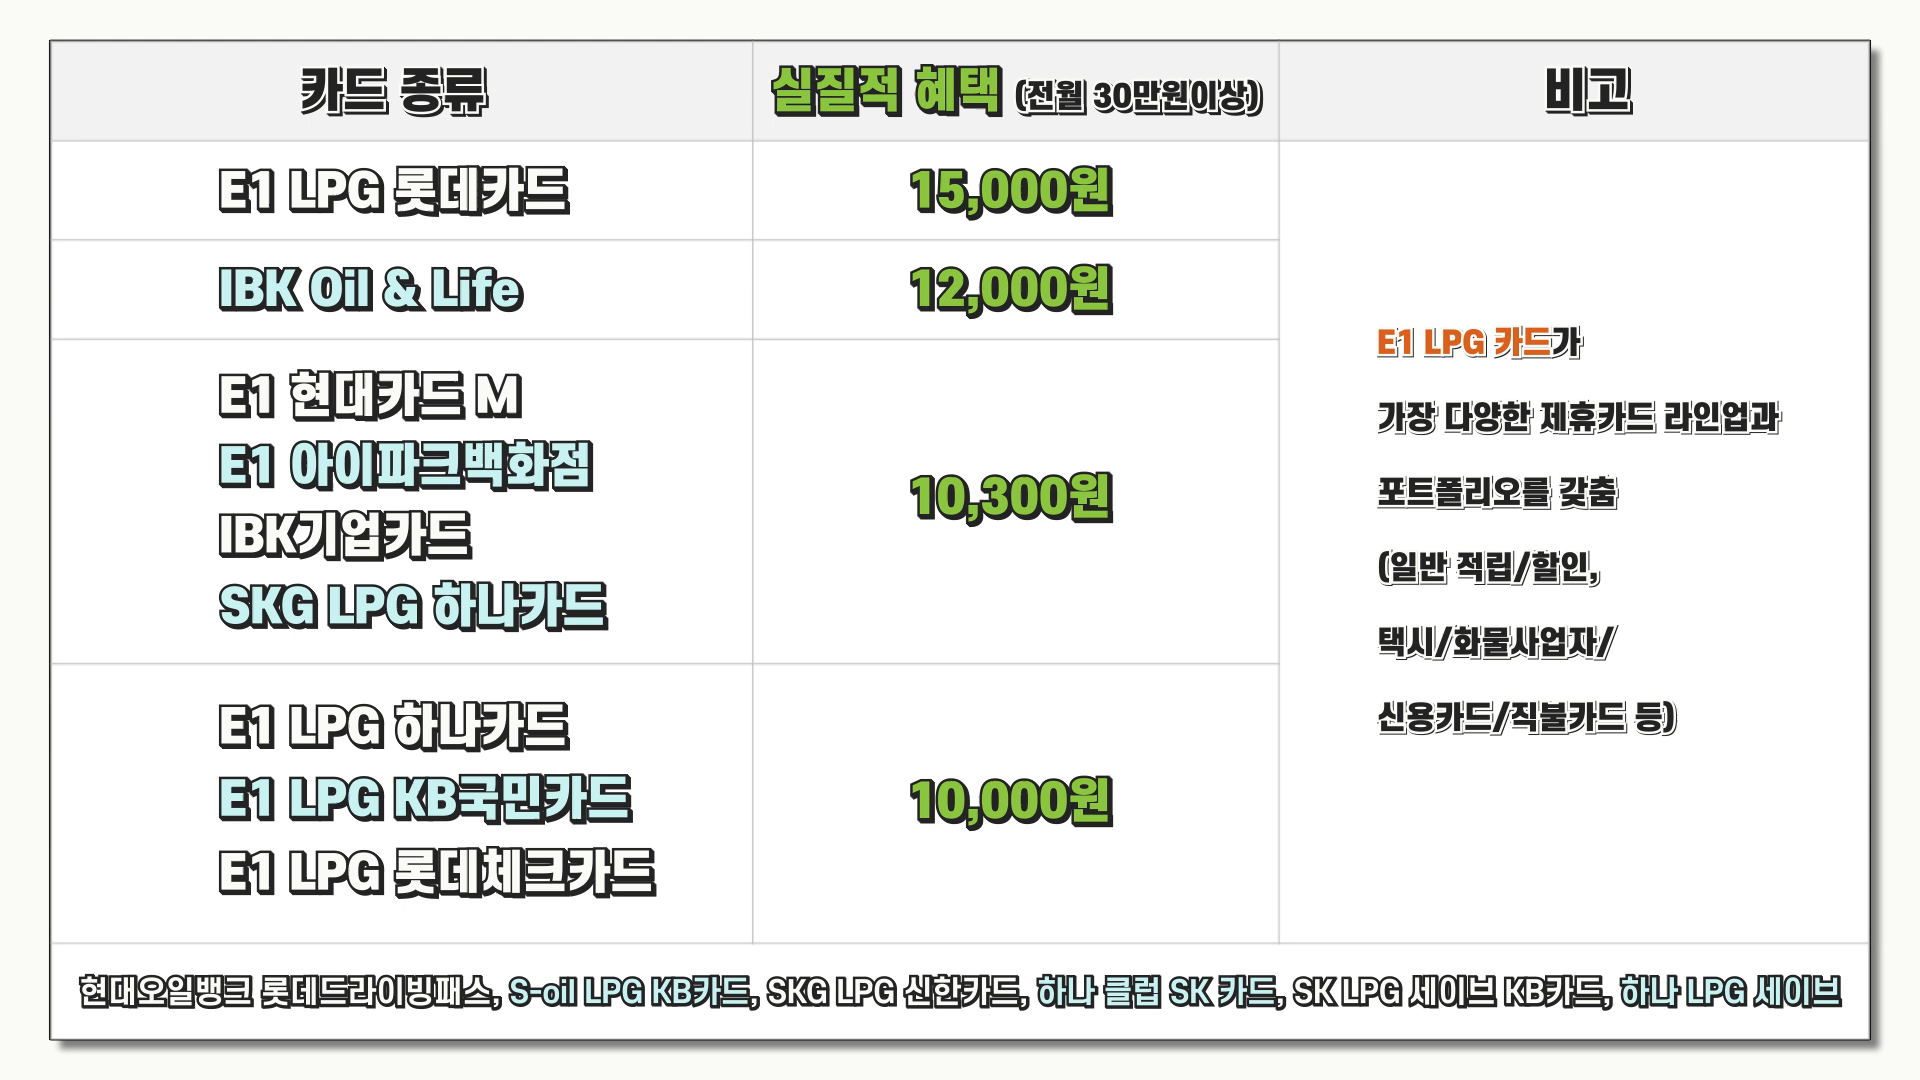 카드 종류
실질적 혜택 (전월 30만원이상)
비고
E1 LPG 롯데카드
15,000원
IBK Oil & Life
12,000원
E1 현대카드 M
E1 아이파크백화점
IBK기업카드
SKG LPG 하나카드
10,300원
E1 LPG 하나카드
E1 LPG KB국민카드
E1 LPG 롯데체크카드
10,000원
E1 LPG 카드가
가장 다양한 제휴카드 라인업과
포트폴리오를 갖춤
(일반 적립/할인,
택시/화물사업자/
신용카드/직불카드 등)
현대오일뱅크 롯데드라이빙패스, S-oil LPG KB카드, SKG LPG 신한카드, 하나 클럽 SK 카드, SK LPG 세이브 KB카드, 하나 LPG 세이브